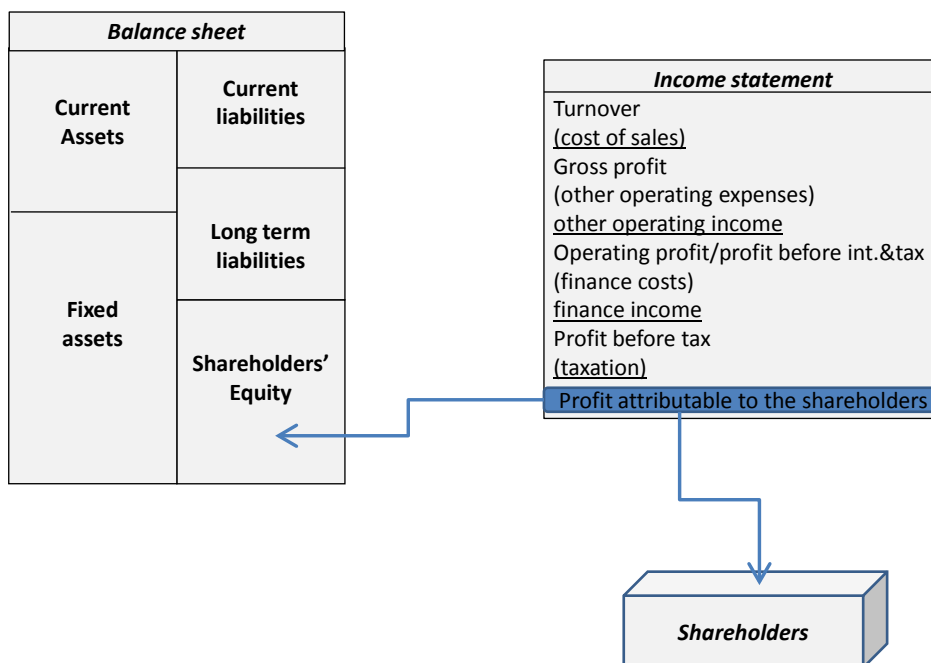 Balance sheet
Current
Assets
Fixed
assets
Current
liabilities
Long term
liabilities
Shareholders’
Equity
Income statement
Turnover
(cost of sales)
Gross profit
(other operating expenses)
other operating income
Operating profit/profit before int.&tax
(finance costs)
finance income
Profit before tax
(taxation)
Profit attributable to the shareholders
Shareholders